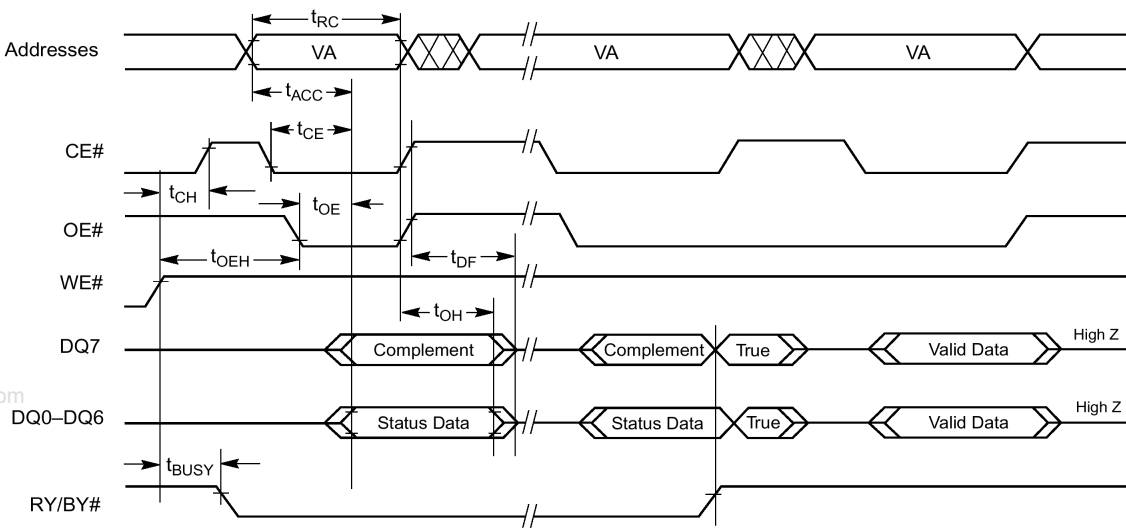 tRC
Addresses VA VA VA
tACC
tCE
CE#
tCH tOE
OE#
tOEH tDF
WE#
tOH
DQ7 Complement Complement True Valid Data High Z
om
DQ0–DQ6 Status Data Status Data True Valid Data High Z
tBUSY
RY/BY#